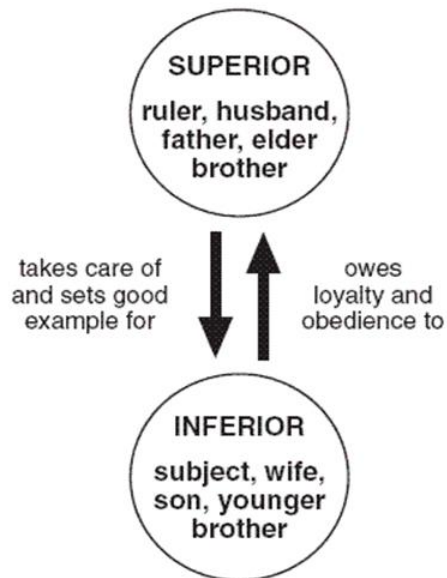 SUPERIOR
ruler, husband,
father, elder
brother
takes care of
and sets good
example for
owes
loyalty and
obedience to
INFERIOR
subject, wife,
son, younger
brother